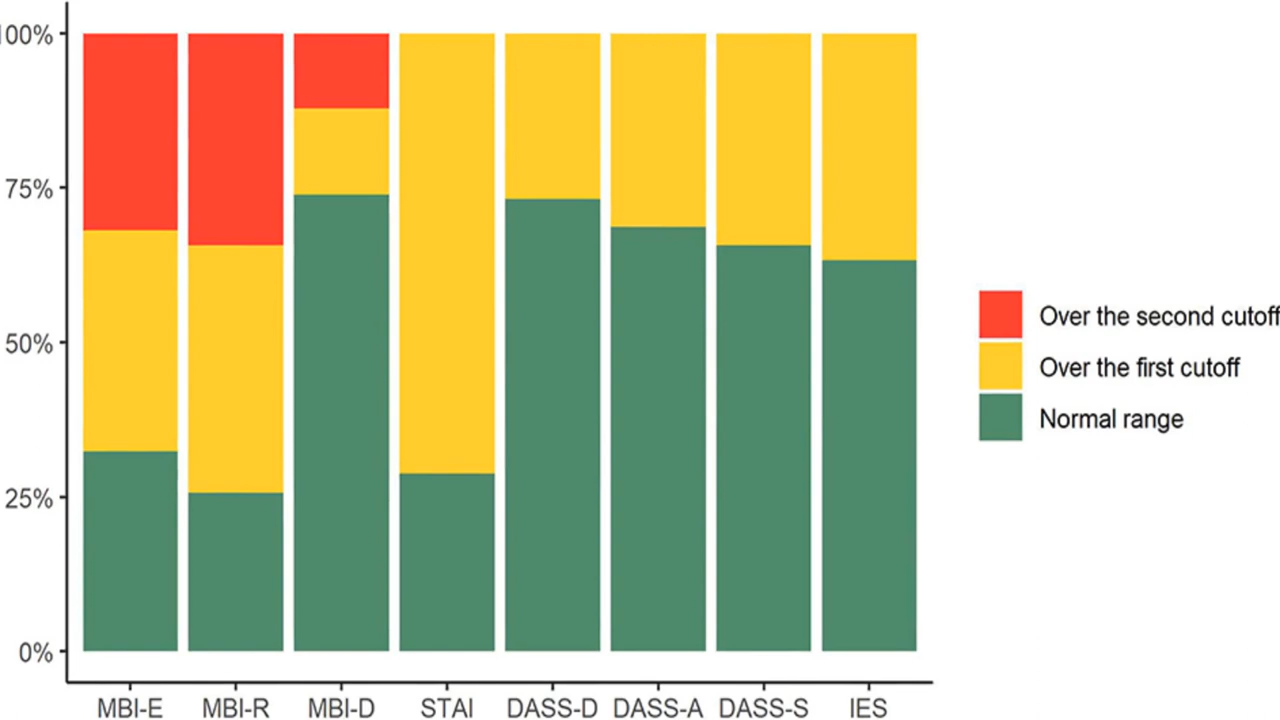 100%
75%
50%
25%
0%
MBI-E MBI-R MBI-D STAI DASS-D DASS-A DASS-S IES
Over the second cutoff
Over the first cutoff
Normal range